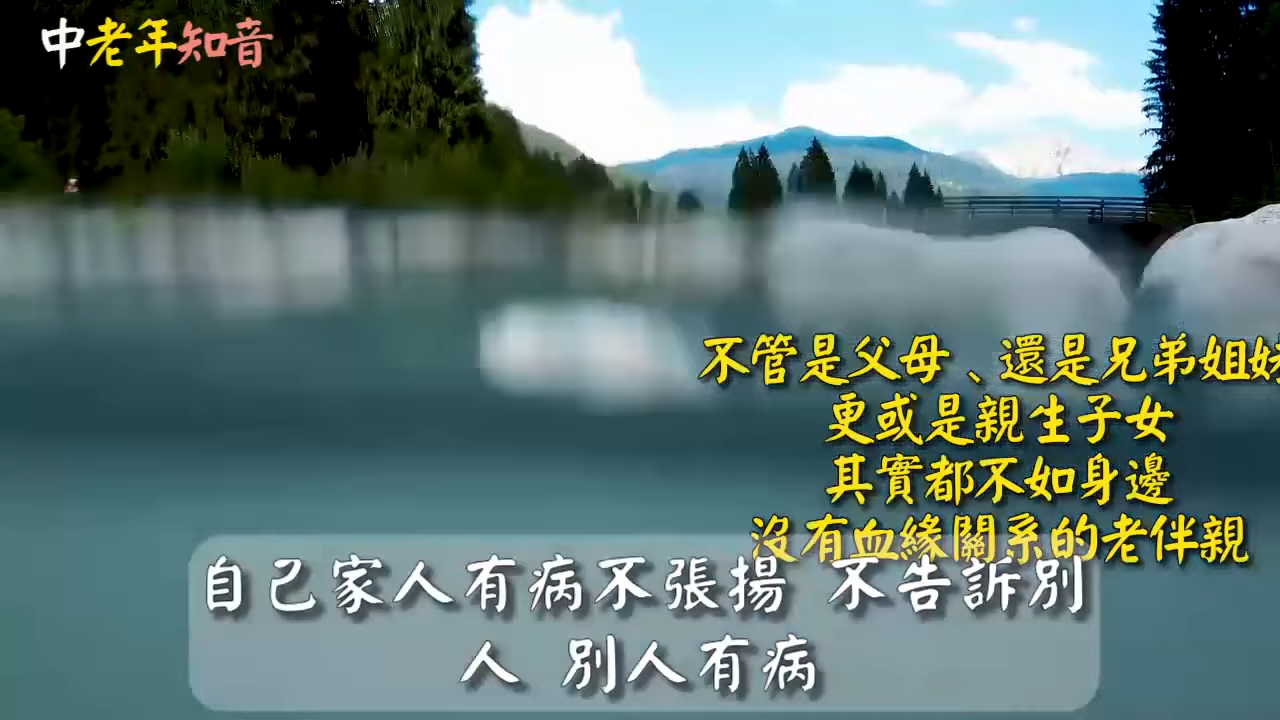 中老年知音
不管是父母、還是兄弟姐妹
更或是親生子女
其實都不如身邊
沒有血緣關系的老伴親
自己家人有病不張揚 不告訴別
人 別人有病